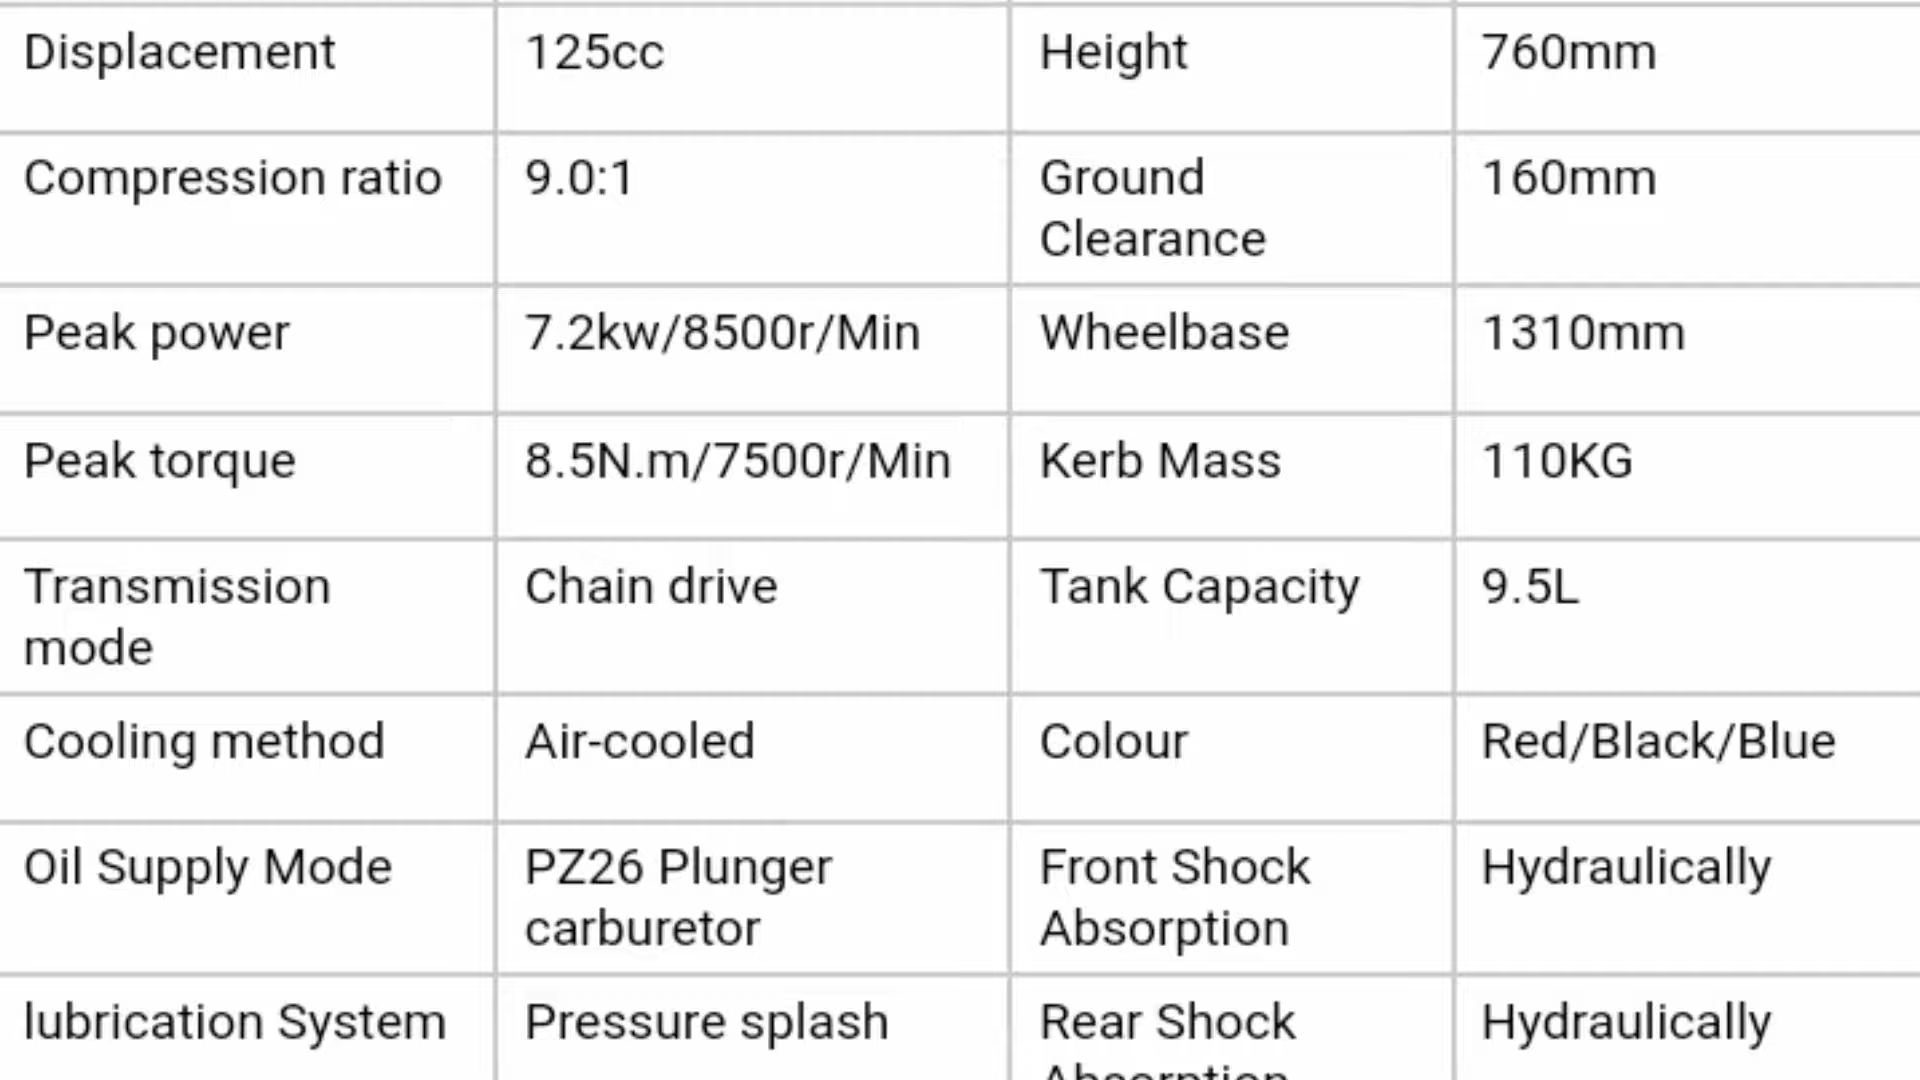 Displacement 125cc Height 760mm
Compression ratio 9.0:1 Ground 160mm
Clearance
Peak power 7.2kw/8500r/Min Wheelbase 1310mm
Peak torque 8.5N.m/7500r/Min Kerb Mass 110KG
Transmission Chain drive Tank Capacity 9.5L
mode
Cooling method Air-cooled Colour Red/Black/Blue
Oil Supply Mode PZ26 Plunger Front Shock Hydraulically
carburetor Absorption
lubrication System Pressure splash Rear Shock Hydraulically
Absorption